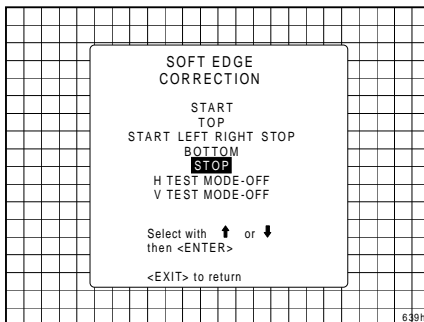 SOFT EDGE
CORRECTION
START
TOP
START LEFT RIGHT STOP
BOTTOM
STOP
H TEST MODE-OFF
V TEST MODE-OFF
Select with ⬆ or ⬇
then <ENTER>
<EXIT> to return
639h